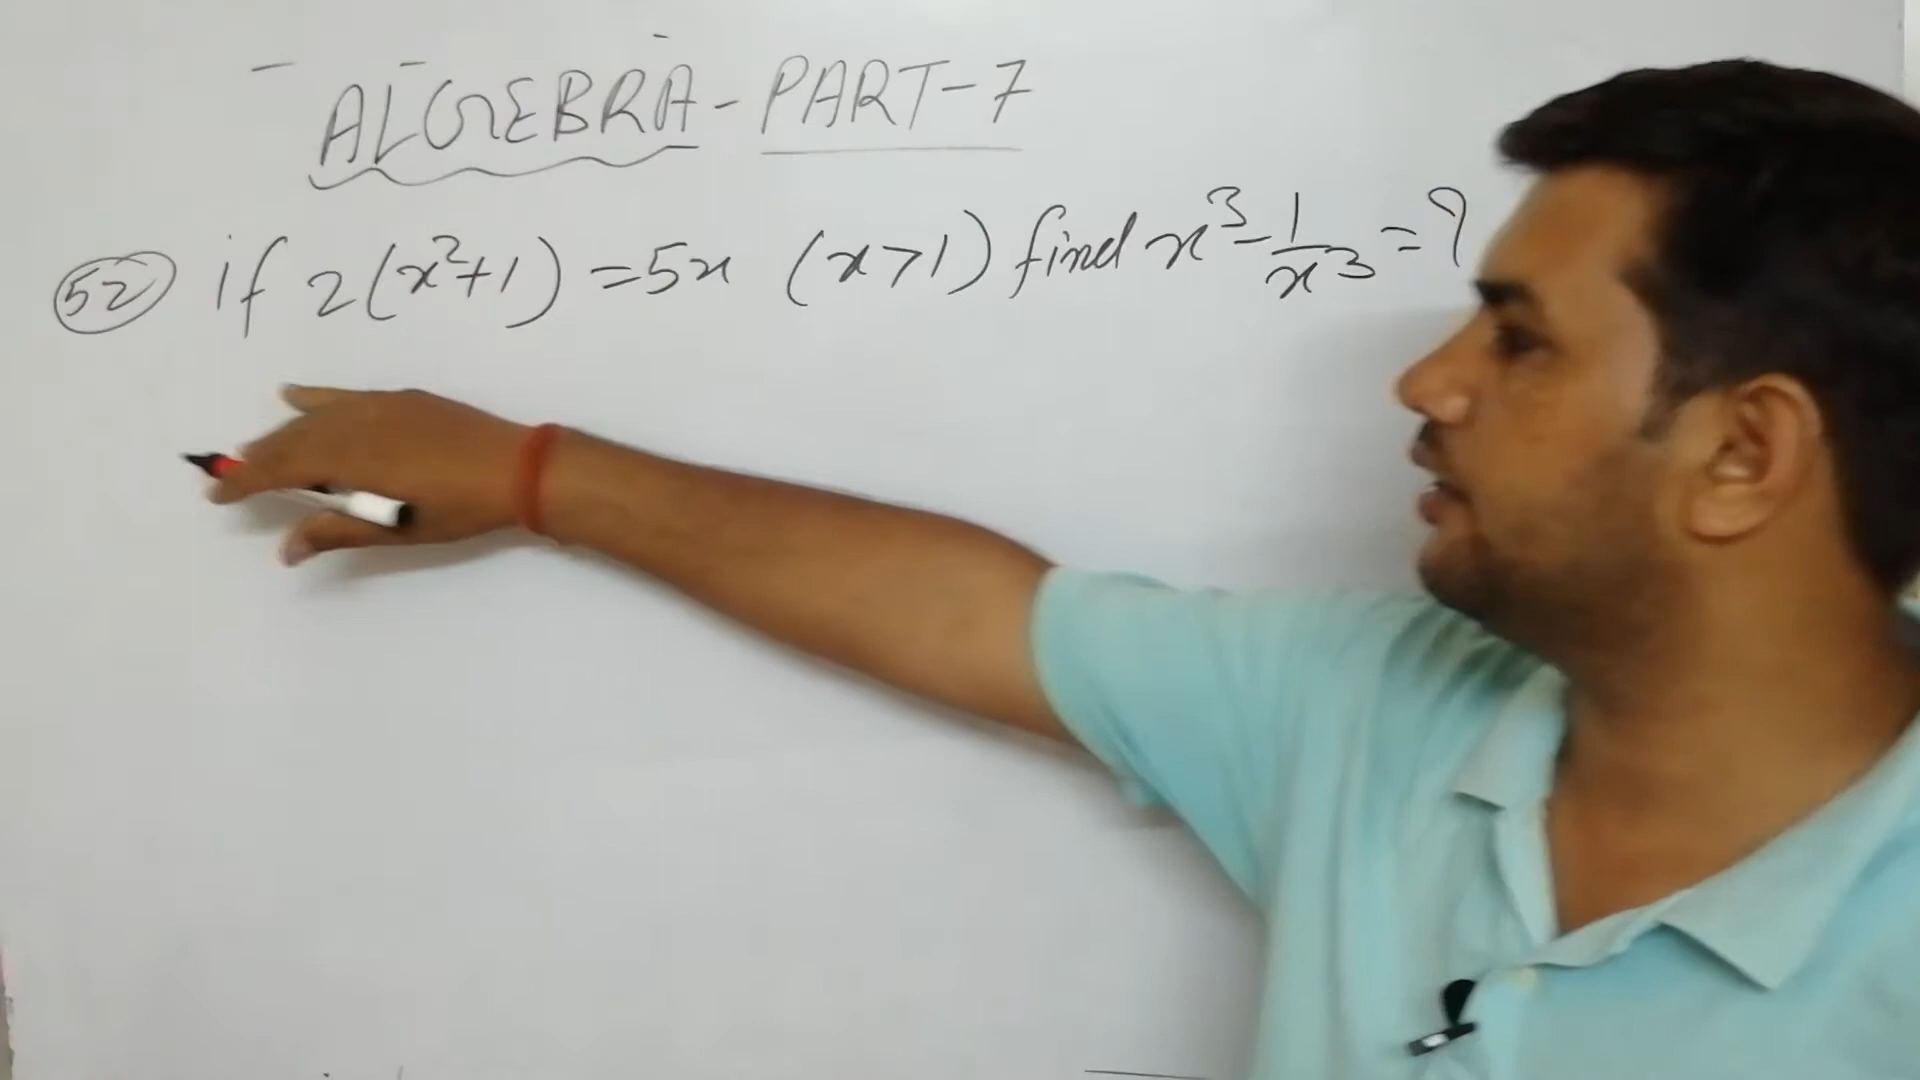 ALGEBRA-PART-7
52 if 2(x²+1)=5x (x>1) find x³-1/x³=?